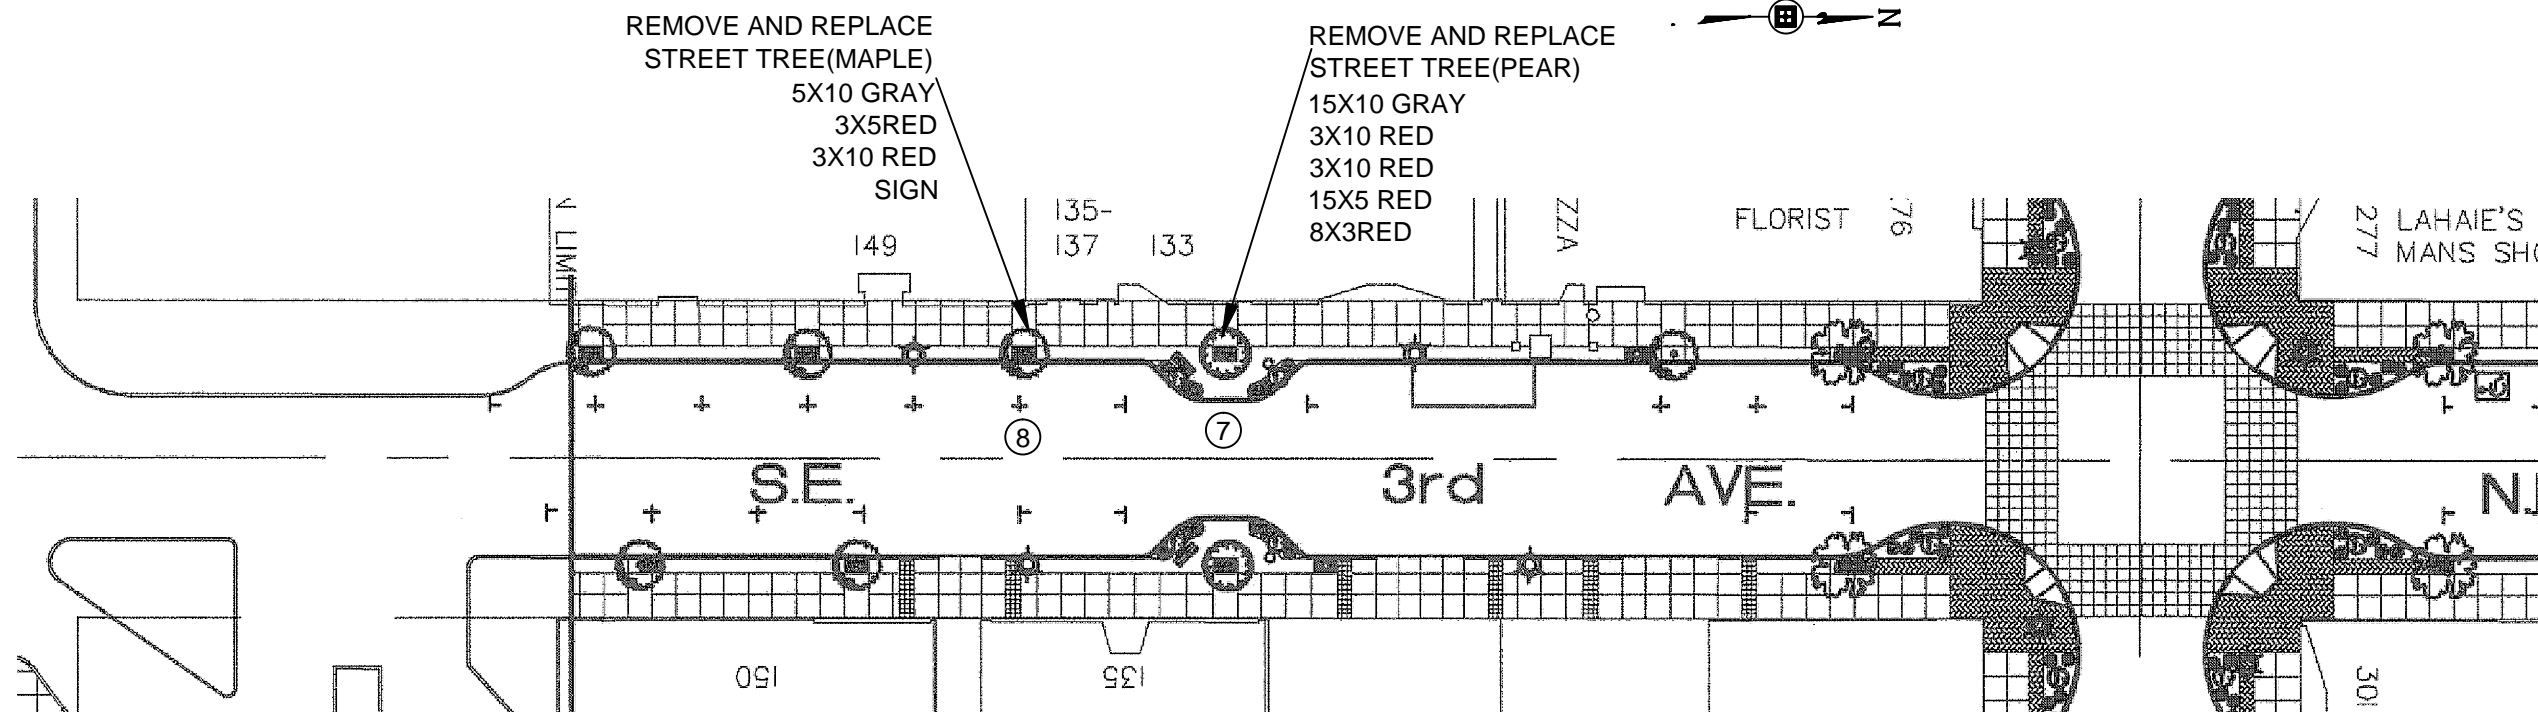 REMOVE AND REPLACE
STREET TREE(MAPLE)
5X10 GRAY
3X5RED
3X10 RED
SIGN
REMOVE AND REPLACE
STREET TREE(PEAR)
15X10 GRAY
3X10 RED
3X10 RED
15X5 RED
8X3RED
N
LIMIT
149
135-
137
133
ZZA
FLORIST
76
277
LAHAIE'S
MANS SHO
8
7
S.E.
3rd
AVE.
N.
150
135
30